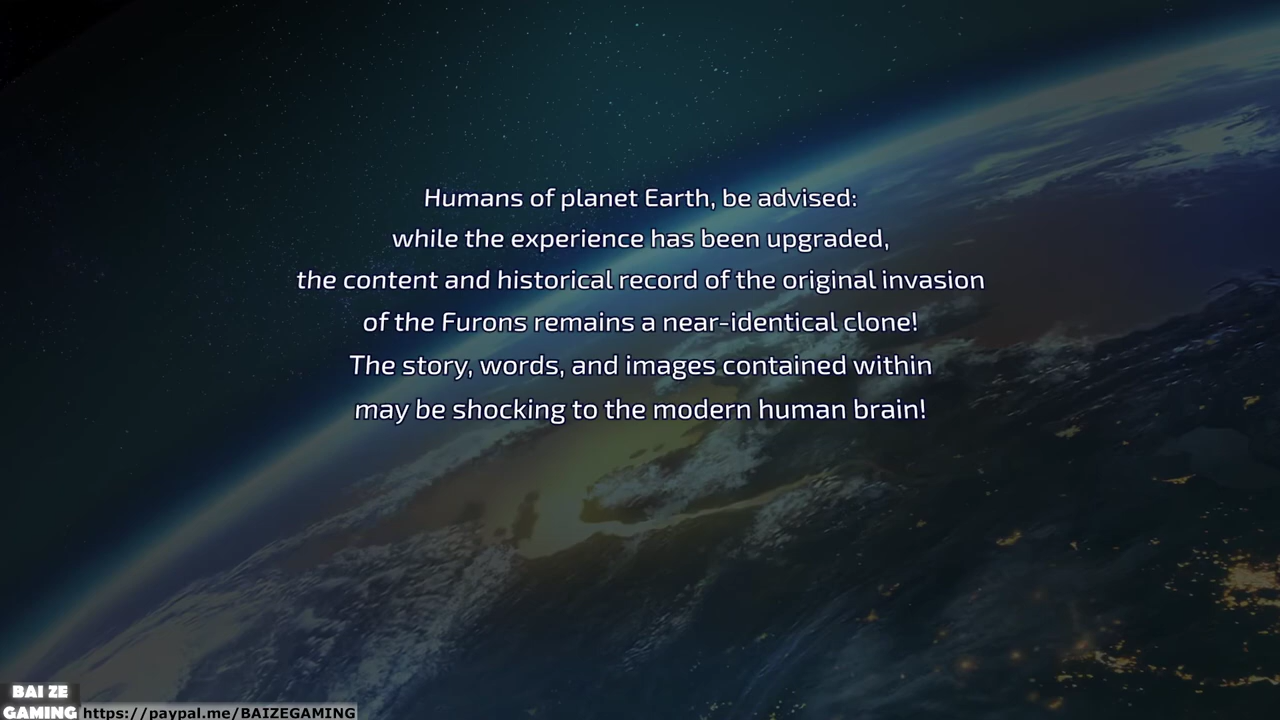 Humans of planet Earth, be advised:
while the experience has been upgraded,
the content and historical record of the original invasion
of the Furons remains a near-identical clone!
The story, words, and images contained within
may be shocking to the modern human brain!
BAI ZE
GAMING https://paypal.me/BAIZEGAMING